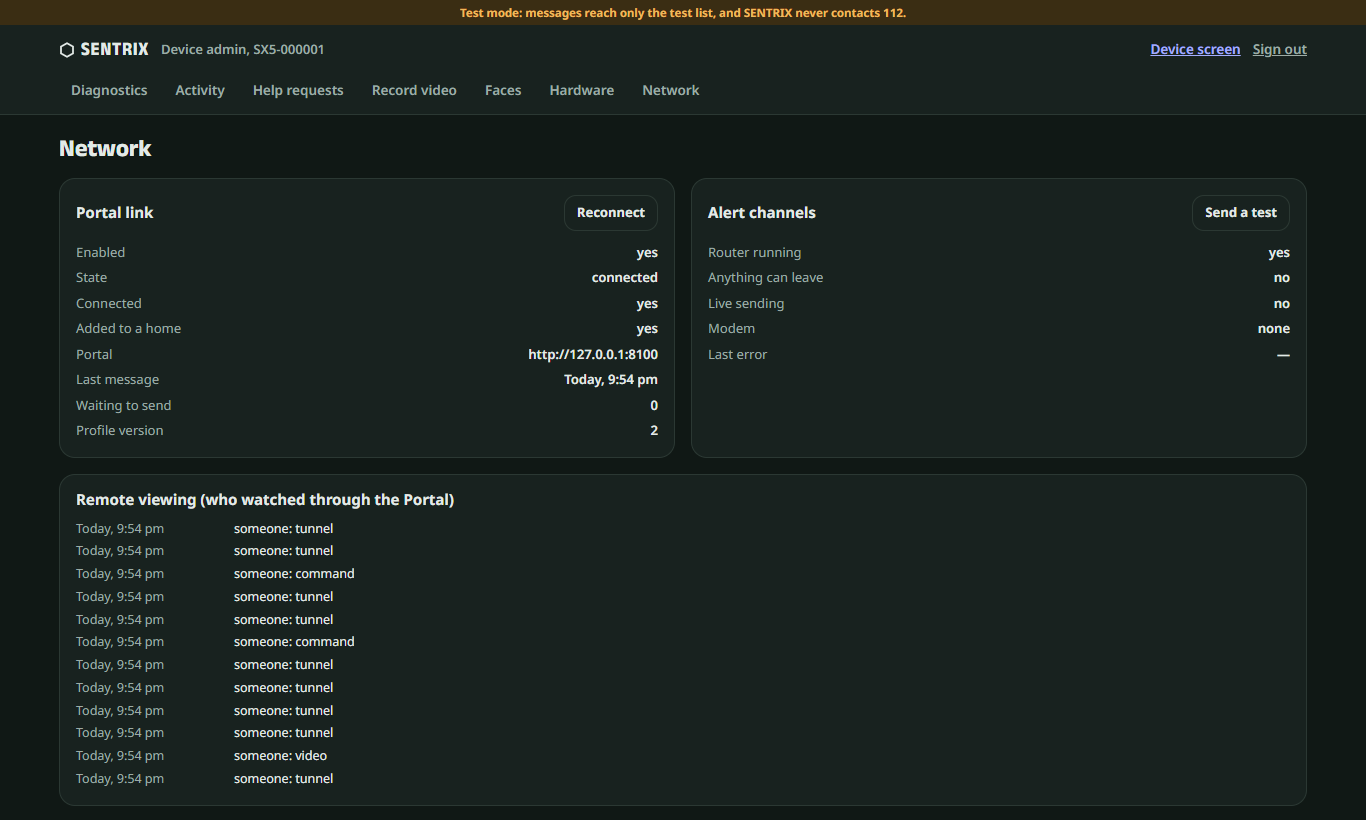 Test mode: messages reach only the test list, and SENTRIX never contacts 112.
SENTRIX Device admin, SX5-000001 Device screen Sign out
Diagnostics Activity Help requests Record video Faces Hardware Network
Network
Portal link Reconnect
Enabled yes
State connected
Connected yes
Added to a home yes
Portal http://127.0.0.1:8100
Last message Today, 9:54 pm
Waiting to send 0
Profile version 2
Alert channels Send a test
Router running yes
Anything can leave no
Live sending no
Modem none
Last error —
Remote viewing (who watched through the Portal)
Today, 9:54 pm someone: tunnel
Today, 9:54 pm someone: tunnel
Today, 9:54 pm someone: command
Today, 9:54 pm someone: tunnel
Today, 9:54 pm someone: tunnel
Today, 9:54 pm someone: command
Today, 9:54 pm someone: tunnel
Today, 9:54 pm someone: tunnel
Today, 9:54 pm someone: tunnel
Today, 9:54 pm someone: tunnel
Today, 9:54 pm someone: video
Today, 9:54 pm someone: tunnel